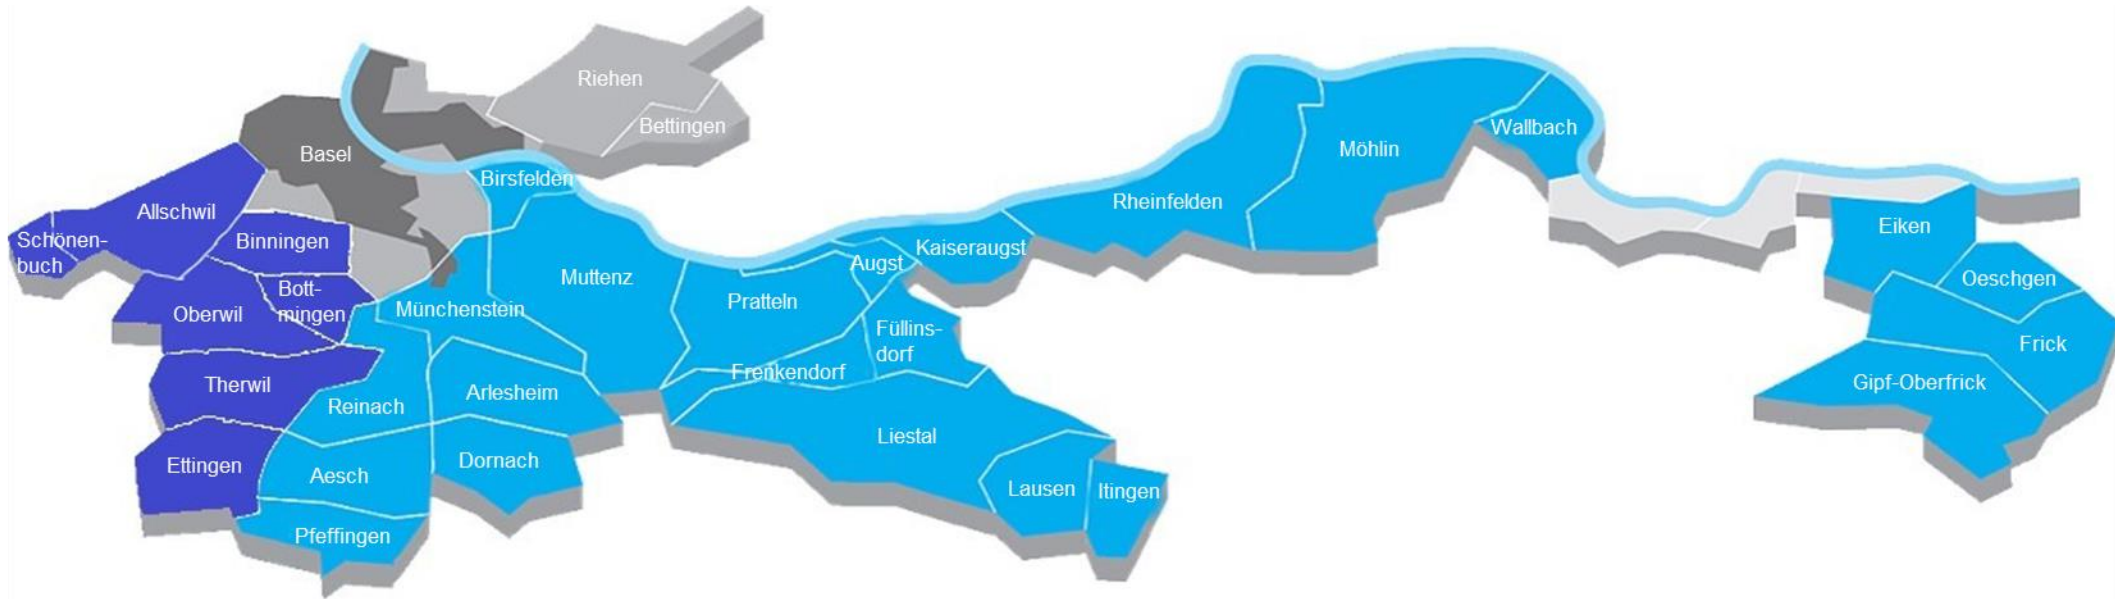 Riehen
Bettingen
Basel
Wallbach
Möhlin
Birsfelden
Rheinfelden
Allschwil
Eiken
Schönen-
buch
Binningen
Kaiseraugst
Augst
Muttenz
Oeschgen
Bott-
mingen
Oberwil
Münchenstein
Pratteln
Füllins-
dorf
Frick
Frenkendorf
Therwil
Gipf-Oberfrick
Arlesheim
Reinach
Liestal
Ettingen
Dornach
Aesch
Lausen
Itingen
Pfeffingen